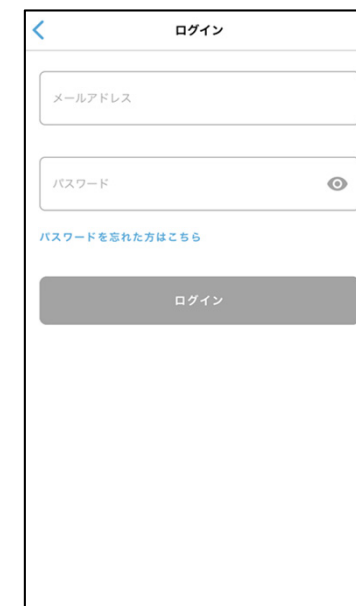 ログイン
メールアドレス
パスワード
パスワードを忘れた方はこちら
ログイン